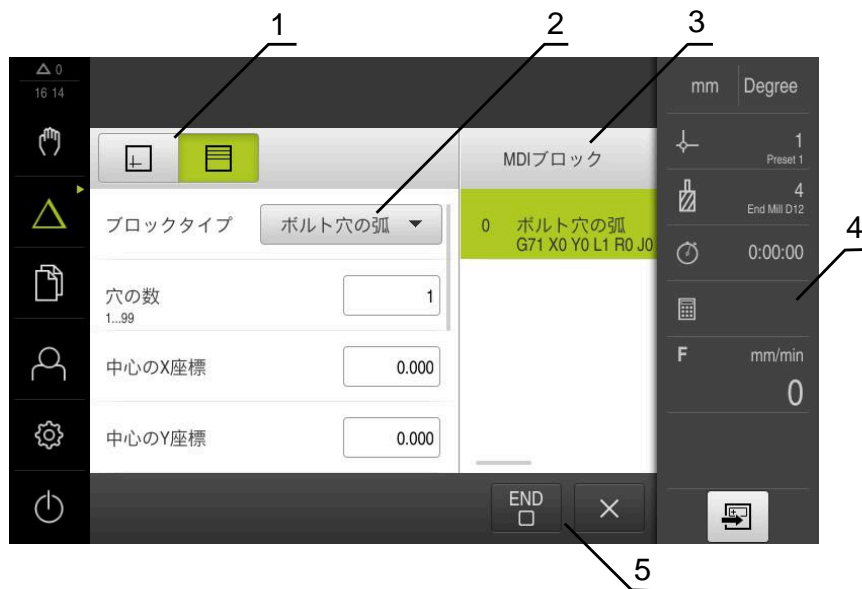 1
2
3
0
16 14
mm
Degree
MDIブロック
1
Preset 1
4
End Mill D12
ブロックタイプ
ボルト穴の弧
0 ボルト穴の弧
G71 X0 Y0 L1 R0 J0
4
0:00:00
穴の数
1...99
1
中心のX座標
0.000
F mm/min
0
中心のY座標
0.000
END
5